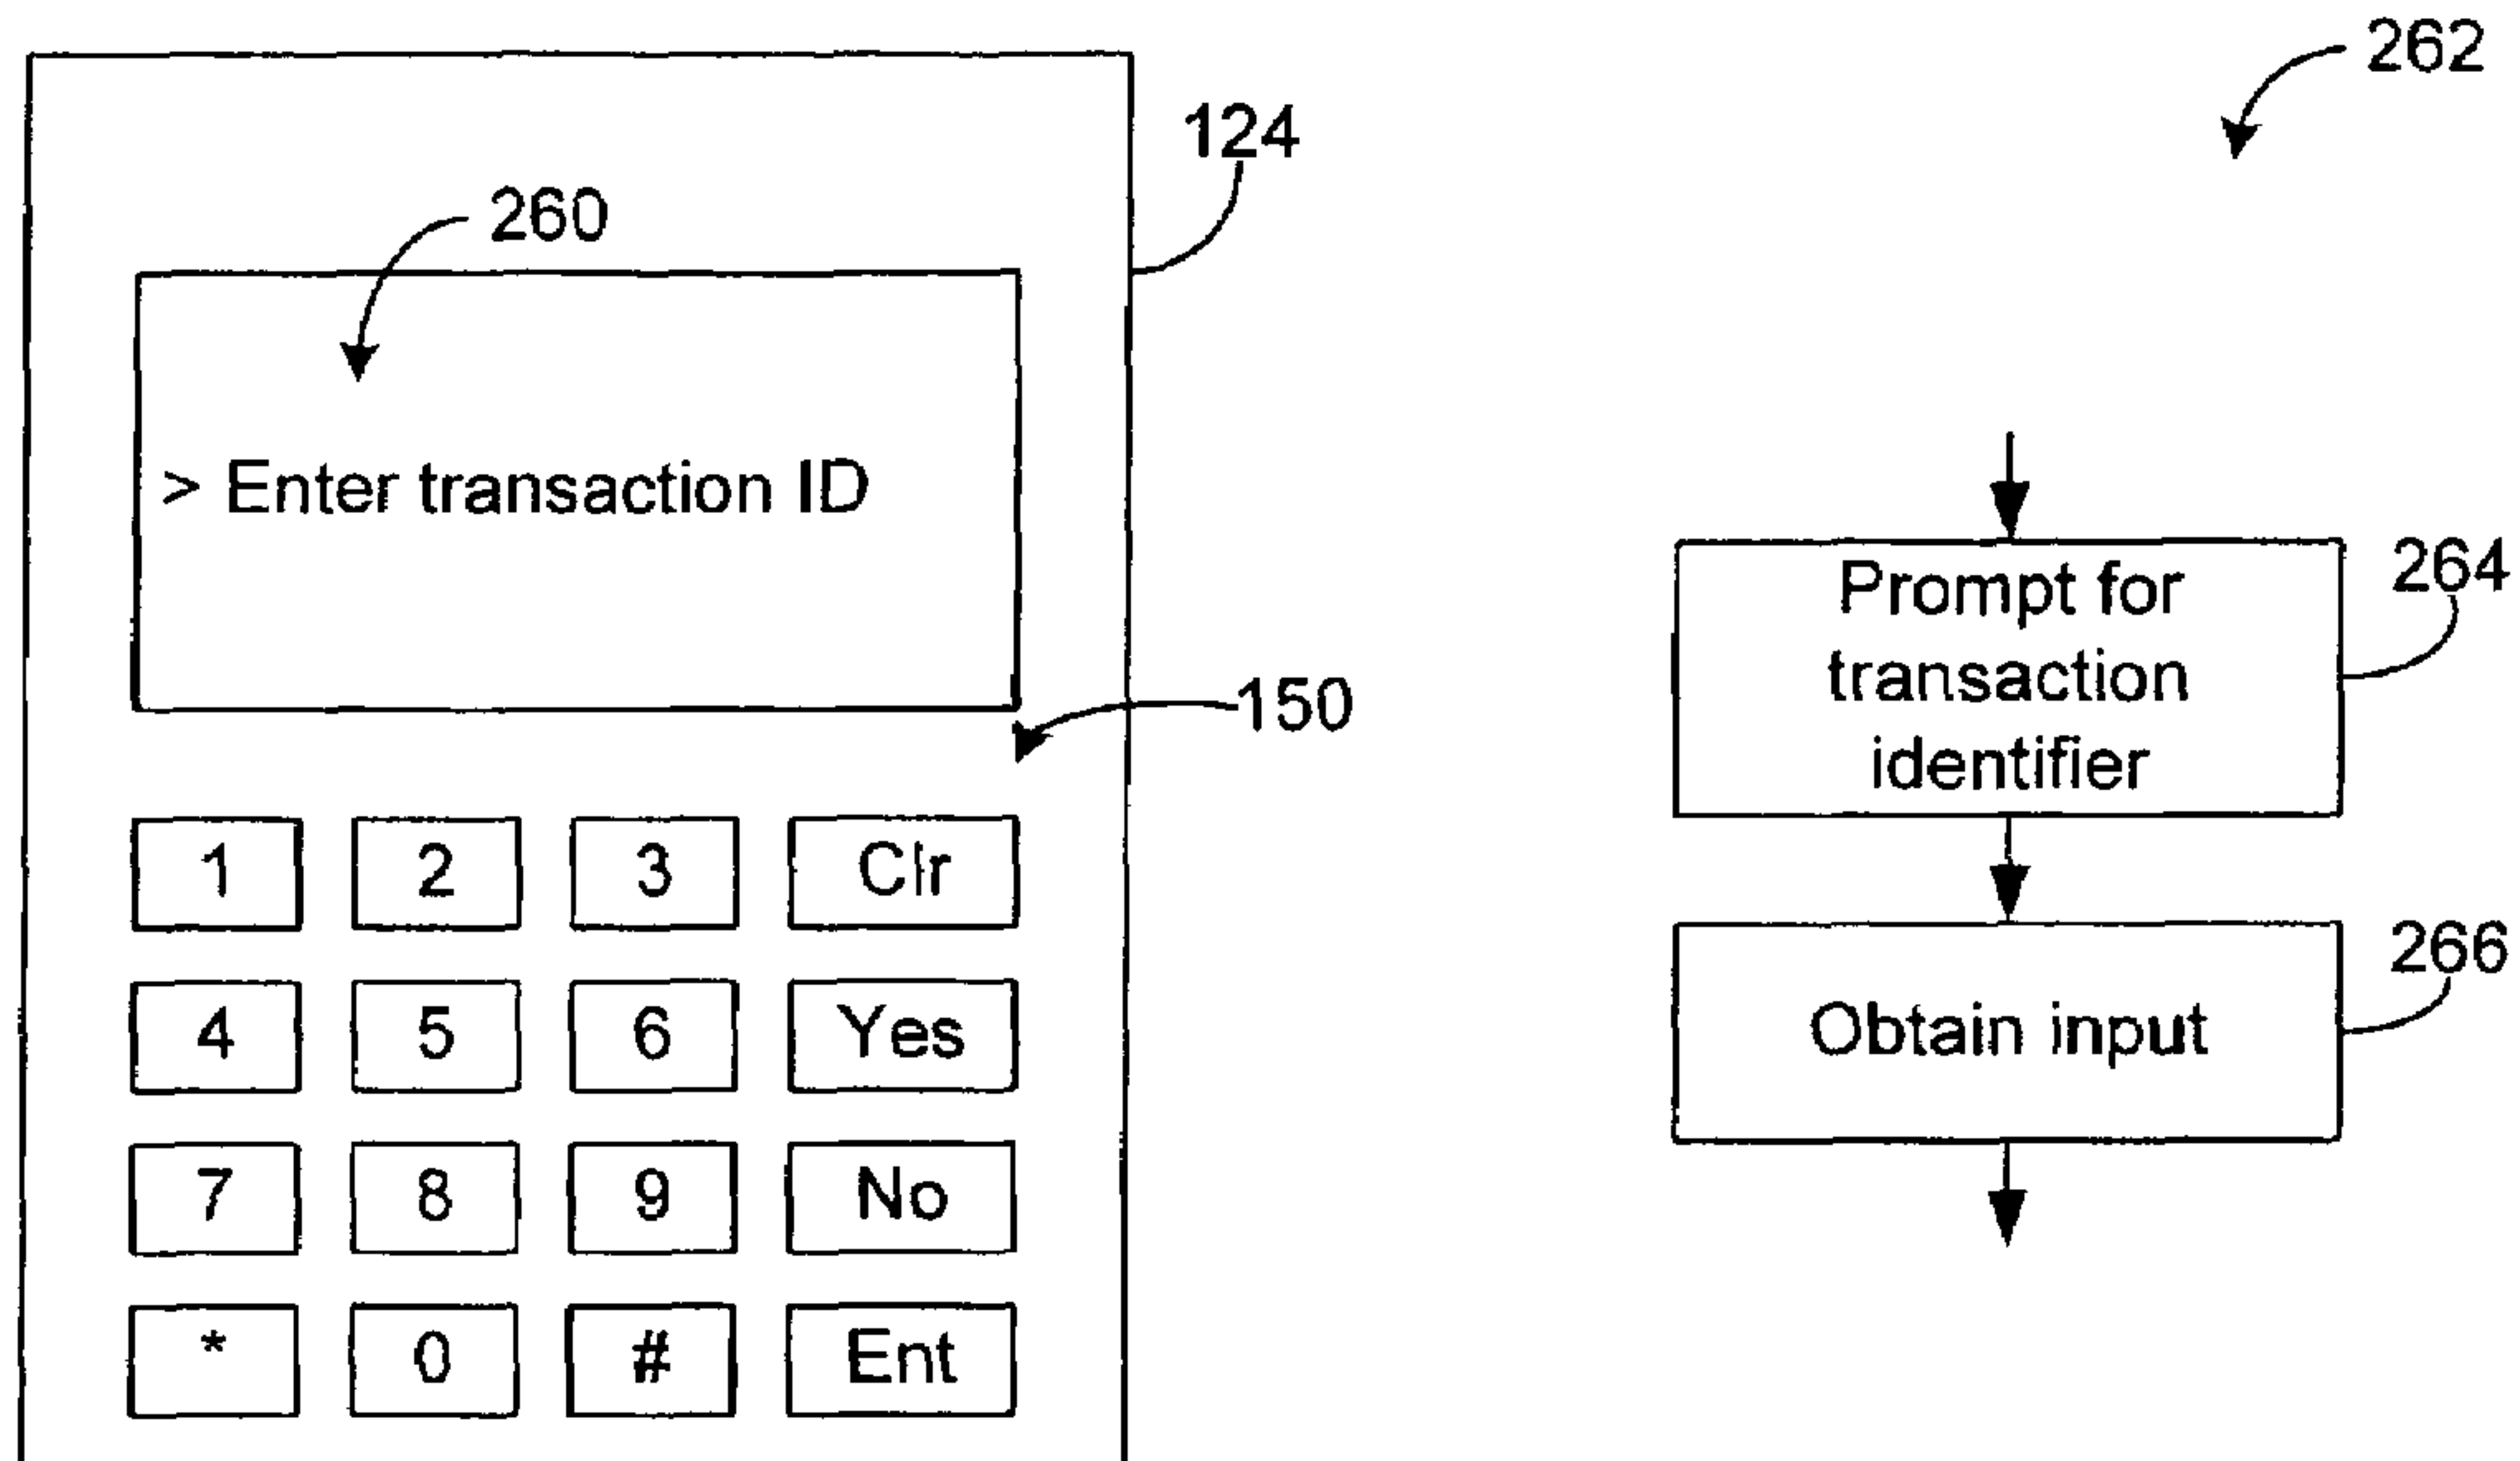 262
124
260
> Enter transaction ID
150
1 2 3 Clr
4 5 6 Yes
7 8 9 No
* 0 # Ent
Prompt for
transaction
identifier
264
Obtain input
266